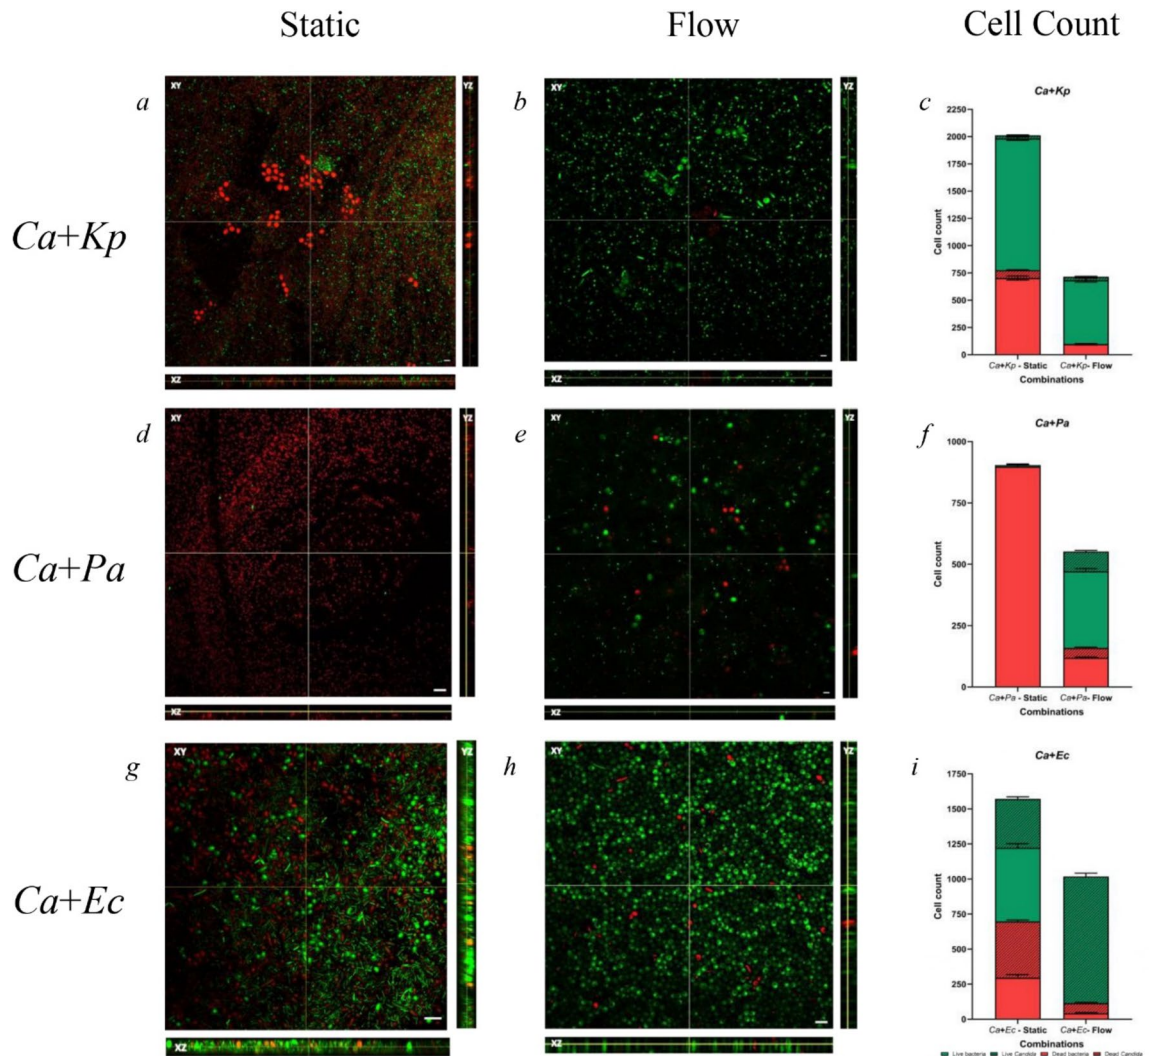 Static Flow Cell Count
Ca+Kp
a
XY
YZ
XZ
b
XY
YZ
XZ
c
Ca+Kp
2250
2000
1750
1500
1250
1000
750
500
250
0
Cell count
Ca+Kp - Static Ca+Kp- Flow
Combinations
Ca+Pa
d
XY
YZ
XZ
e
XY
YZ
XZ
f
Ca+Pa
1000
750
500
250
0
Cell count
Ca+Pa - Static Ca+Pa- Flow
Combinations
Ca+Ec
g
XY
YZ
XZ
h
XY
YZ
XZ
i
Ca+Ec
1750
1500
1250
1000
750
500
250
0
Cell count
Ca+Ec - Static Ca+Ec- Flow
Combinations
Live bacteria Live Candida Dead bacteria Dead Candida